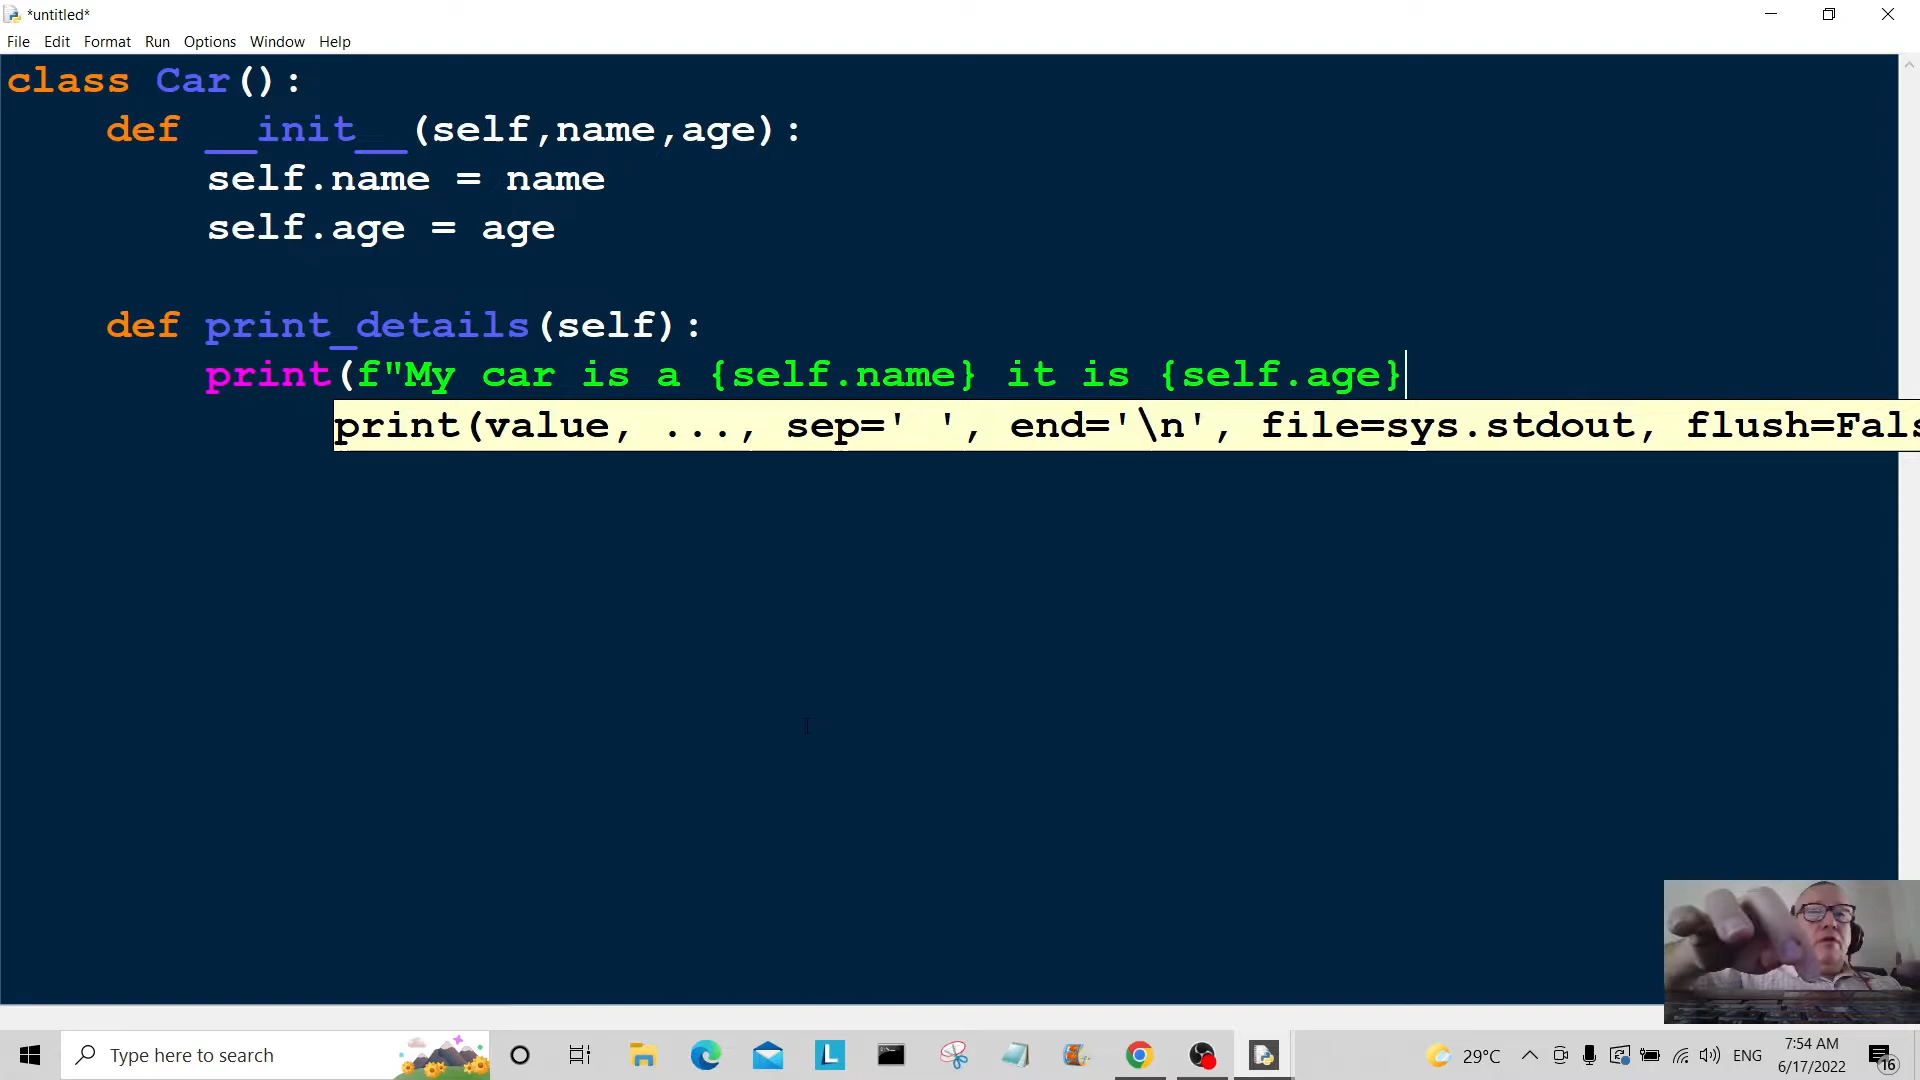 *untitled*
File Edit Format Run Options Window Help
class Car():
    def __init__(self,name,age):
        self.name = name
        self.age = age
    def print_details(self):
        print(f"My car is a {self.name} it is {self.age}
print(value, ..., sep=' ', end='\n', file=sys.stdout, flush=Fals
Type here to search
L
29°C
ENG
7:54 AM
6/17/2022
16